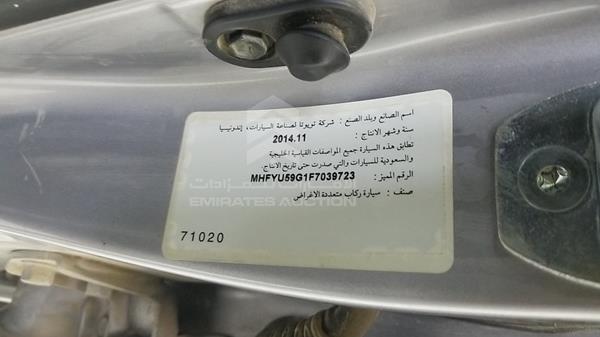 اسم الصانع وبلد الصنع : شركة تويوتا لصناعة السيارات، إندونيسيا
سنة وشهر الانتاج : 2014.11
تطابق هذه السيارة جميع المواصفات القياسية الخليجية
والسعودية للسيارات والتي صدرت حتى تاريخ الانتاج
الرقم المميز: MHFYU59G1F7039723
صنف : سيارة ركاب متعددة الاغراض
الامارات للمزادات
EMIRATES AUCTION
71020